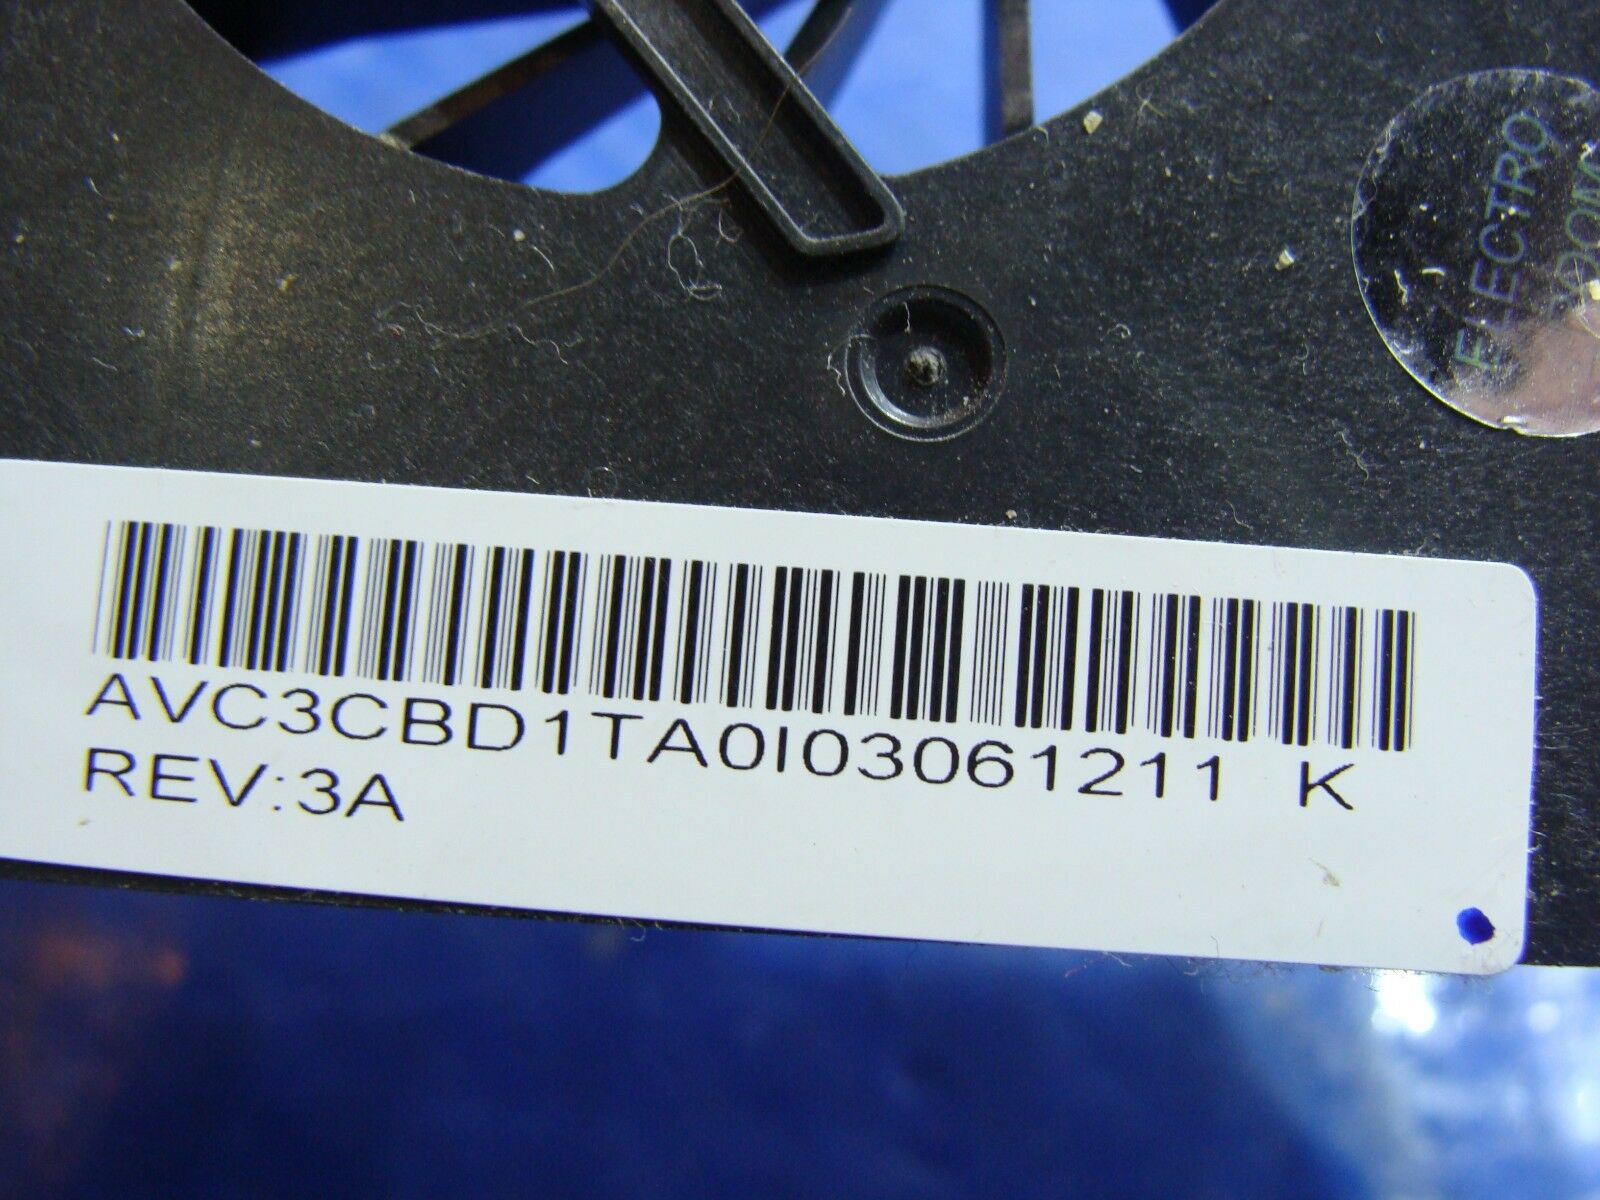 ELECTRO
AVC3CBD1TA0I03061211 K
REV:3A